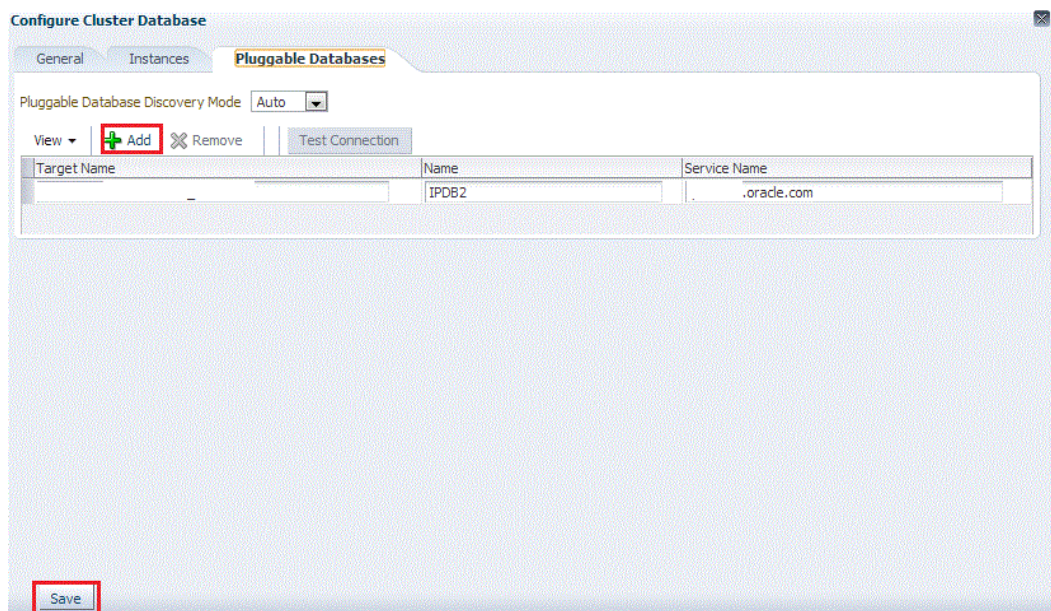 Configure Cluster Database
General Instances Pluggable Databases
Pluggable Database Discovery Mode Auto
View Add Remove Test Connection
Target Name Name Service Name
_ IPDB2 .oracle.com
Save